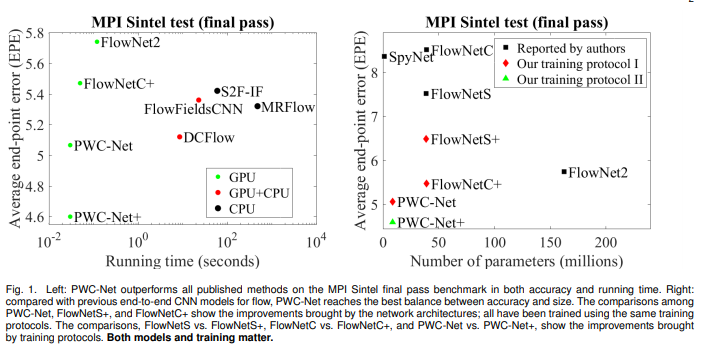 MPI Sintel test (final pass)
Average end-point error (EPE)
5.8
5.6
5.4
5.2
5
4.8
4.6
FlowNet2
FlowNetC+
S2F-IF
FlowFieldsCNN
MRFlow
DCFlow
PWC-Net
PWC-Net+
GPU
GPU+CPU
CPU
10-2
100
102
104
Running time (seconds)
MPI Sintel test (final pass)
Average end-point error (EPE)
8
7
6
5
SpyNet
FlowNetC
FlowNetS
FlowNetS+
FlowNet2
FlowNetC+
PWC-Net
PWC-Net+
Reported by authors
Our training protocol I
Our training protocol II
0
50
100
150
200
Number of parameters (millions)
Fig. 1. Left: PWC-Net outperforms all published methods on the MPI Sintel final pass benchmark in both accuracy and running time. Right:
compared with previous end-to-end CNN models for flow, PWC-Net reaches the best balance between accuracy and size. The comparisons among
PWC-Net, FlowNetS+, and FlowNetC+ show the improvements brought by the network architectures; all have been trained using the same training
protocols. The comparisons, FlowNetS vs. FlowNetS+, FlowNetC vs. FlowNetC+, and PWC-Net vs. PWC-Net+, show the improvements brought
by training protocols. Both models and training matter.